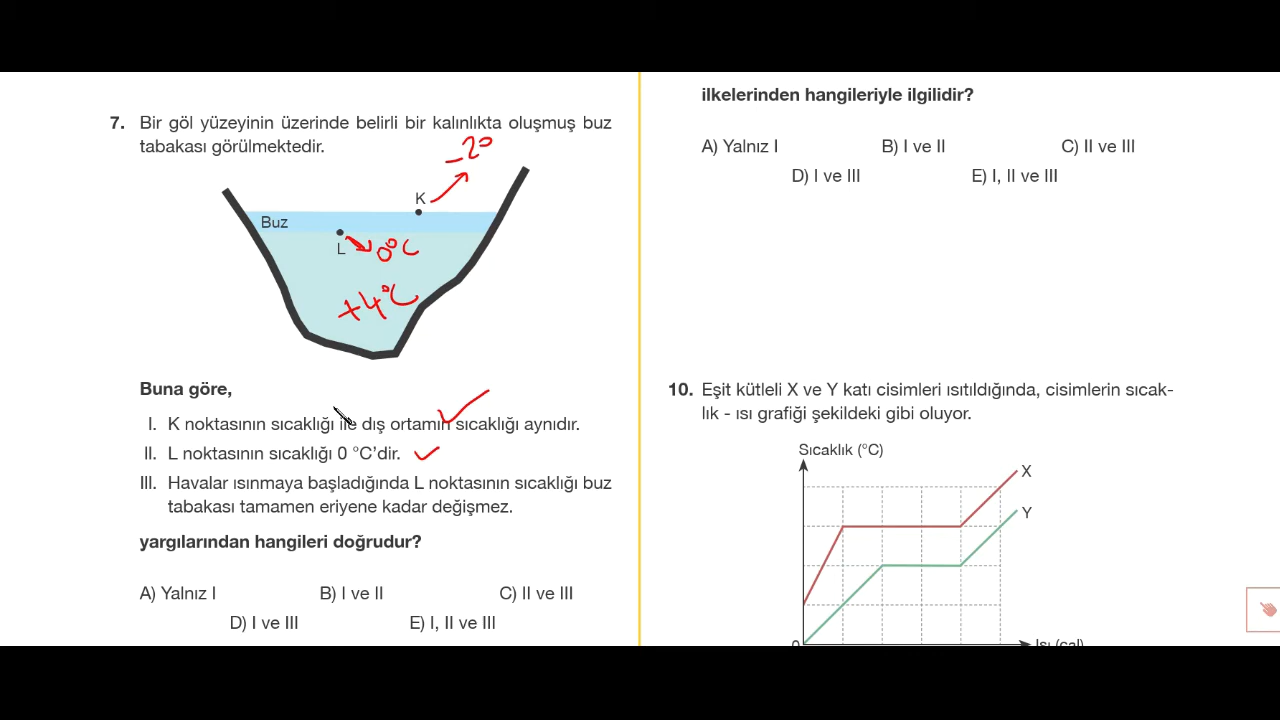 7. Bir göl yüzeyinin üzerinde belirli bir kalınlıkta oluşmuş buz
tabakası görülmektedir.
-2°
K
Buz
L
0°C
+4°C
Buna göre,
I. K noktasının sıcaklığı ile dış ortamın sıcaklığı aynıdır.
II. L noktasının sıcaklığı 0 °C'dir.
III. Havalar ısınmaya başladığında L noktasının sıcaklığı buz
tabakası tamamen eriyene kadar değişmez.
yargılarından hangileri doğrudur?
A) Yalnız I B) I ve II C) II ve III
D) I ve III E) I, II ve III
ilkelerinden hangileriyle ilgilidir?
A) Yalnız I B) I ve II C) II ve III
D) I ve III E) I, II ve III
10. Eşit kütleli X ve Y katı cisimleri ısıtıldığında, cisimlerin sıcak-
lık - ısı grafiği şekildeki gibi oluyor.
Sıcaklık (°C)
X
Y
0
Isı (cal)